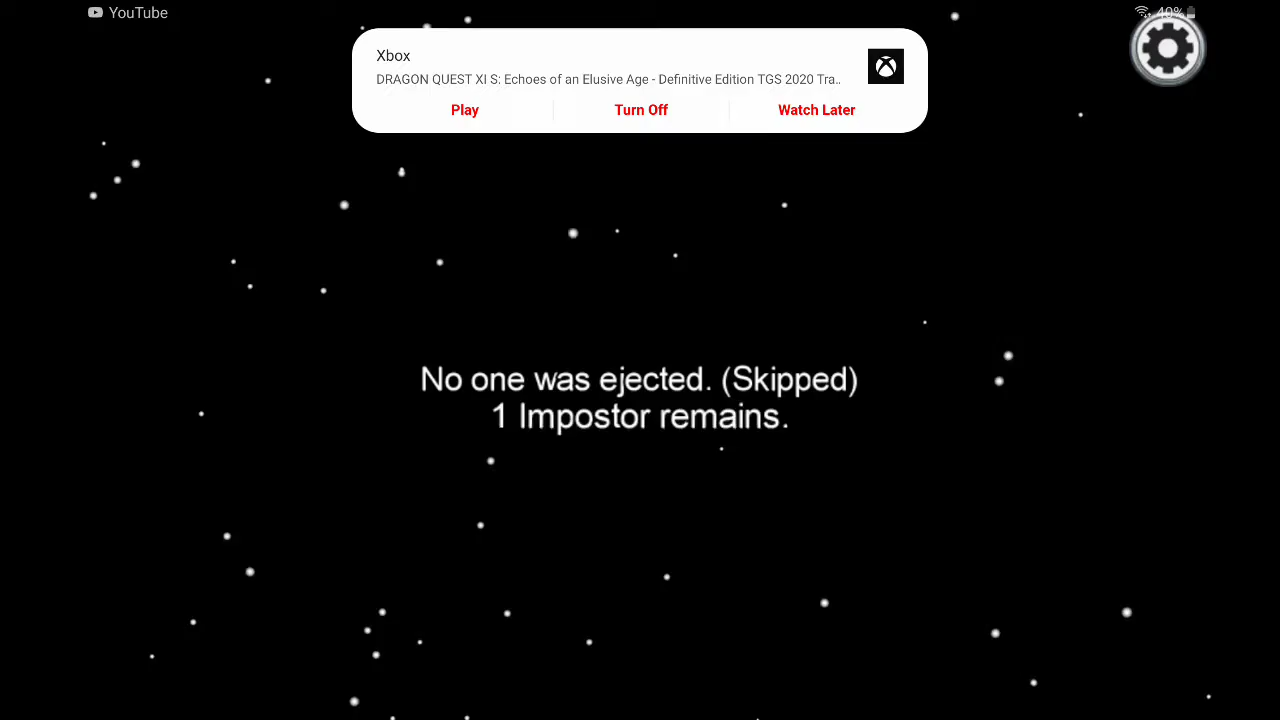 YouTube
40%
Xbox
DRAGON QUEST XI S: Echoes of an Elusive Age - Definitive Edition TGS 2020 Tra..
Play Turn Off Watch Later
No one was ejected. (Skipped)
1 Impostor remains.